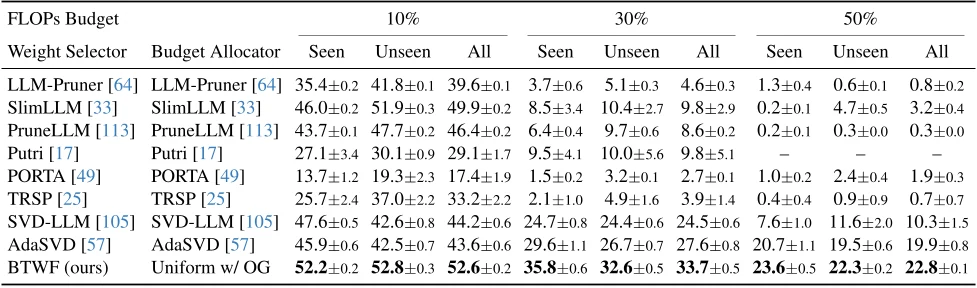 FLOPs Budget 10% 30% 50%
Weight Selector Budget Allocator Seen Unseen All Seen Unseen All Seen Unseen All
LLM-Pruner [64] LLM-Pruner [64] 35.4±0.2 41.8±0.1 39.6±0.1 3.7±0.6 5.1±0.3 4.6±0.3 1.3±0.4 0.6±0.1 0.8±0.2
SlimLLM [33] SlimLLM [33] 46.0±0.2 51.9±0.3 49.9±0.2 8.5±3.4 10.4±2.7 9.8±2.9 0.2±0.1 4.7±0.5 3.2±0.4
PruneLLM [113] PruneLLM [113] 43.7±0.1 47.7±0.2 46.4±0.2 6.4±0.4 9.7±0.6 8.6±0.2 0.2±0.1 0.3±0.0 0.3±0.0
Putri [17] Putri [17] 27.1±3.4 30.1±0.9 29.1±1.7 9.5±4.1 10.0±5.6 9.8±5.1 – – –
PORTA [49] PORTA [49] 13.7±1.2 19.3±2.3 17.4±1.9 1.5±0.2 3.2±0.1 2.7±0.1 1.0±0.2 2.4±0.4 1.9±0.3
TRSP [25] TRSP [25] 25.7±2.4 37.0±2.2 33.2±2.2 2.1±1.0 4.9±1.6 3.9±1.4 0.4±0.4 0.9±0.9 0.7±0.7
SVD-LLM [105] SVD-LLM [105] 47.6±0.5 42.6±0.8 44.2±0.6 24.7±0.8 24.4±0.6 24.5±0.6 7.6±1.0 11.6±2.0 10.3±1.5
AdaSVD [57] AdaSVD [57] 45.9±0.6 42.5±0.7 43.6±0.6 29.6±1.1 26.7±0.7 27.6±0.8 20.7±1.1 19.5±0.6 19.9±0.8
BTWF (ours) Uniform w/ OG 52.2±0.2 52.8±0.3 52.6±0.2 35.8±0.6 32.6±0.5 33.7±0.5 23.6±0.5 22.3±0.2 22.8±0.1